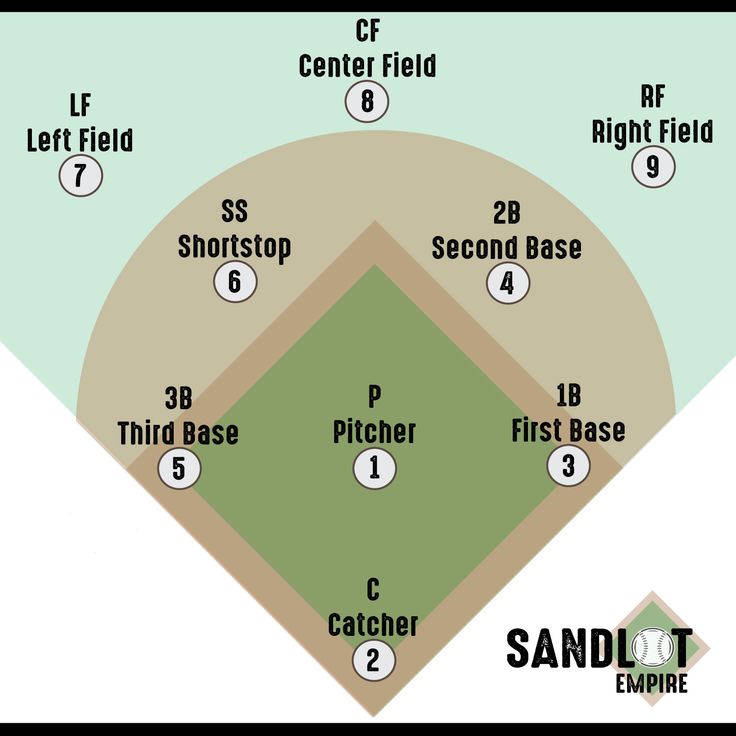 CF
Center Field
8
LF
Left Field
7
RF
Right Field
9
SS
Shortstop
6
2B
Second Base
4
3B
Third Base
5
P
Pitcher
1
1B
First Base
3
C
Catcher
2
SANDLOT
EMPIRE